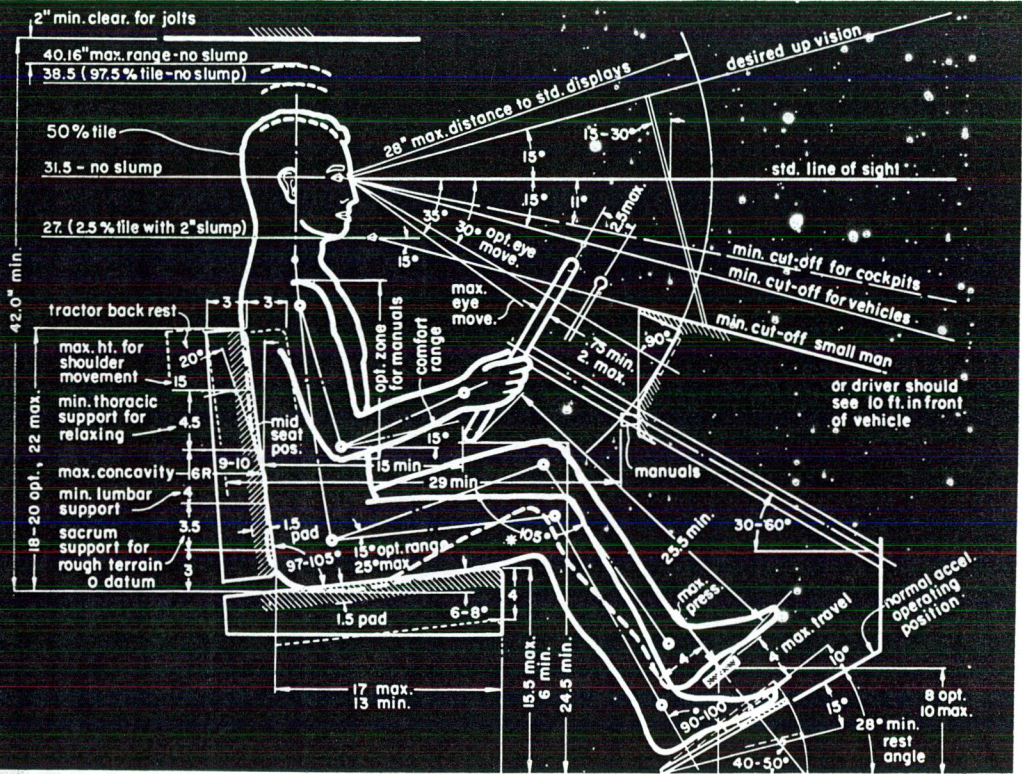 2" min. clear. for jolts
40.16" max. range-no slump
38.5 (97.5 % tile-no slump)
50 % tile
31.5 - no slump
27. (2.5 % tile with 2" slump)
42.0" min.
28" max. distance to std. displays
desired up vision
15-30°
15°
std. line of sight
15°
11°
35°
30° opt. eye
move.
2.5 max.
15°
min. cut-off for cockpits
min. cut-off for vehicles
min. cut-off small man
or driver should
see 10 ft. in front
of vehicle
max.
eye
move.
.75 min.
2. max.
90°
3
3
tractor back rest
20°
max. ht. for
shoulder
movement
15
min. thoracic
support for
relaxing
4.5
18-20 opt., 22 max.
mid
seat
pos.
opt. zone
for manuals
comfort
range
15°
15 min
29 min
manuals
9-10
max. concavity
6R
min. lumbar
support
4
sacrum
support for
rough terrain
0 datum
3.5
3
1.5
pad
97-105°
15° opt. range
25° max
* 105°
25.5 min.
30-60°
1.5 pad
6-8°
4
max.
press.
max. travel
normal accel.
operating
position
4
4
10°
17 max.
13 min.
15.5 max.
6 min.
24.5 min.
90-100
15°
28° min.
rest
angle
8 opt.
10 max.
40-50°